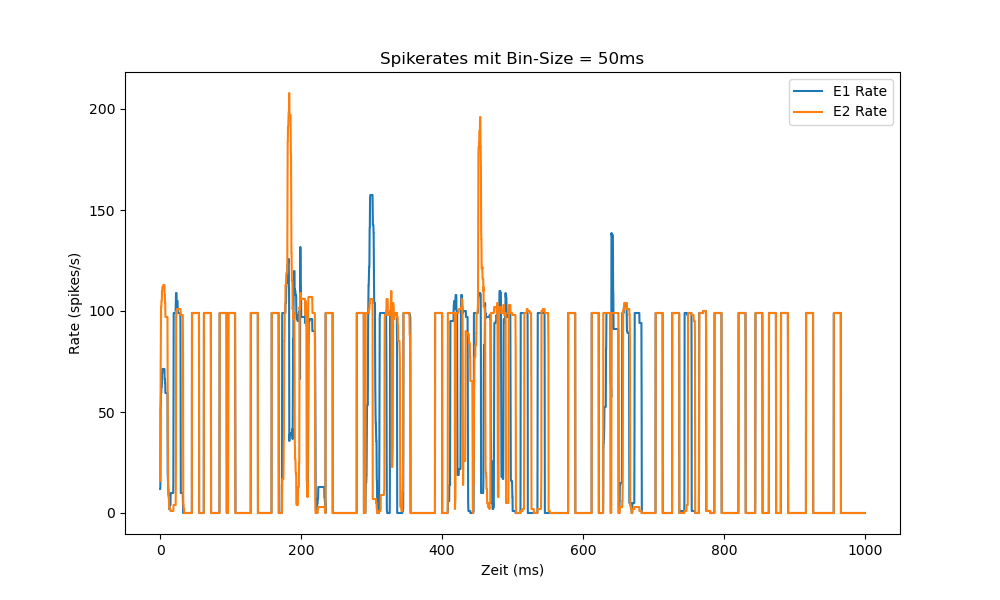 Spikerates mit Bin-Size = 50ms
E1 Rate
E2 Rate
200
150
100
50
0
Rate (spikes/s)
0 200 400 600 800 1000
Zeit (ms)